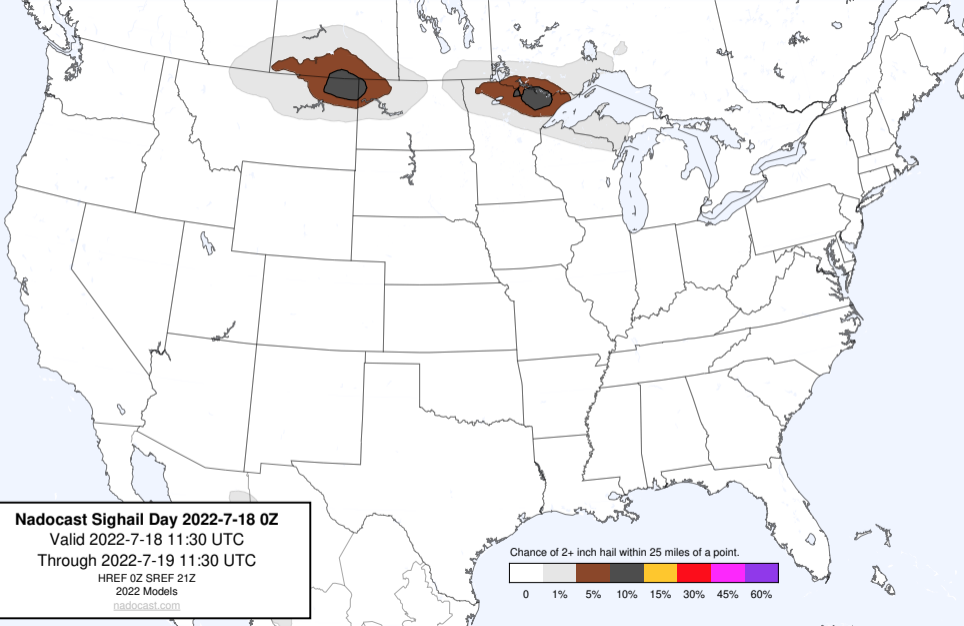 Nadocast Sighail Day 2022-7-18 0Z
Valid 2022-7-18 11:30 UTC
Through 2022-7-19 11:30 UTC
HREF 0Z SREF 21Z
2022 Models
nadocast.com
Chance of 2+ inch hail within 25 miles of a point.
0 1% 5% 10% 15% 30% 45% 60%